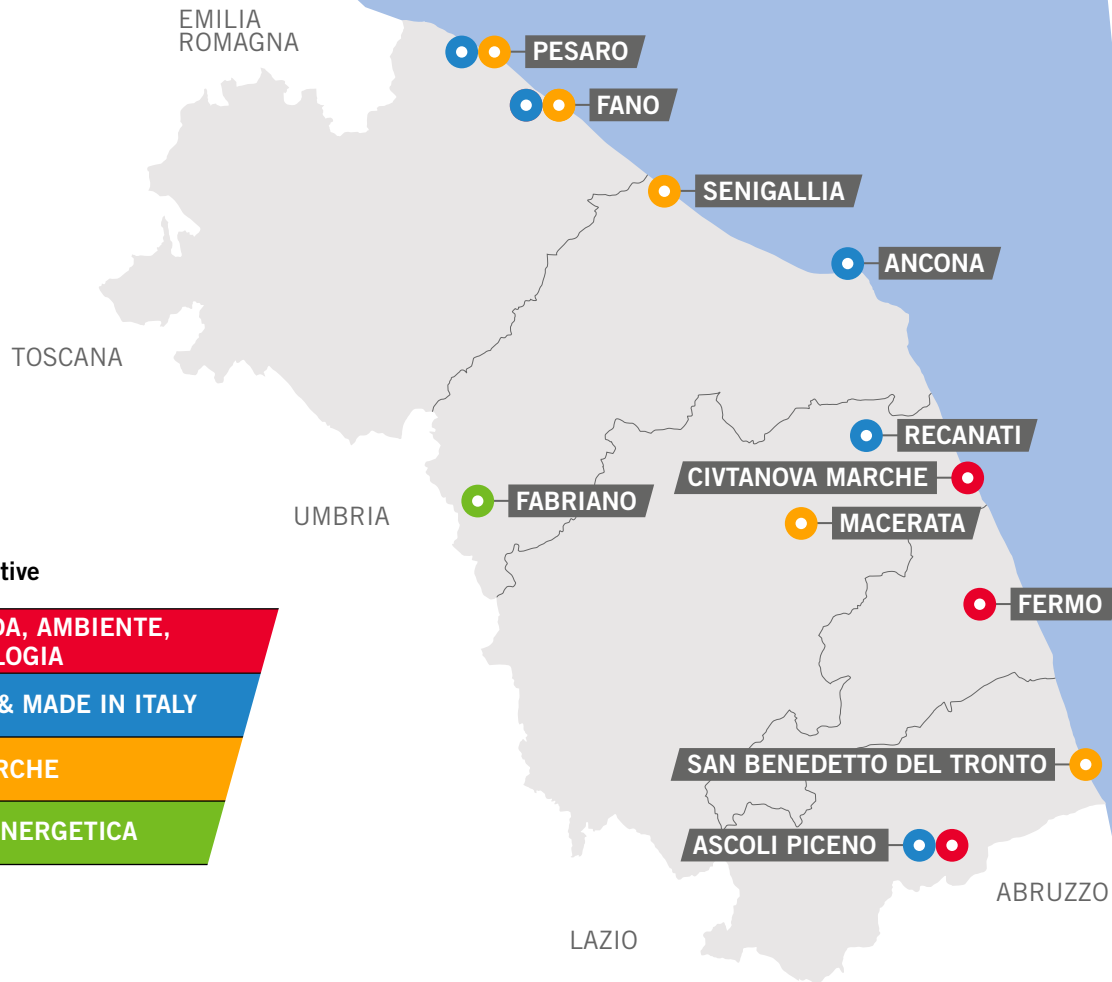 EMILIA
ROMAGNA
PESARO
FANO
SENIGALLIA
ANCONA
TOSCANA
RECANATI
CIVTANOVA MARCHE
FABRIANO
UMBRIA
MACERATA
tive
FERMO
DA, AMBIENTE,
LOGIA
& MADE IN ITALY
SAN BENEDETTO DEL TRONTO
RCHE
NERGETICA
ASCOLI PICENO
ABRUZZO
LAZIO